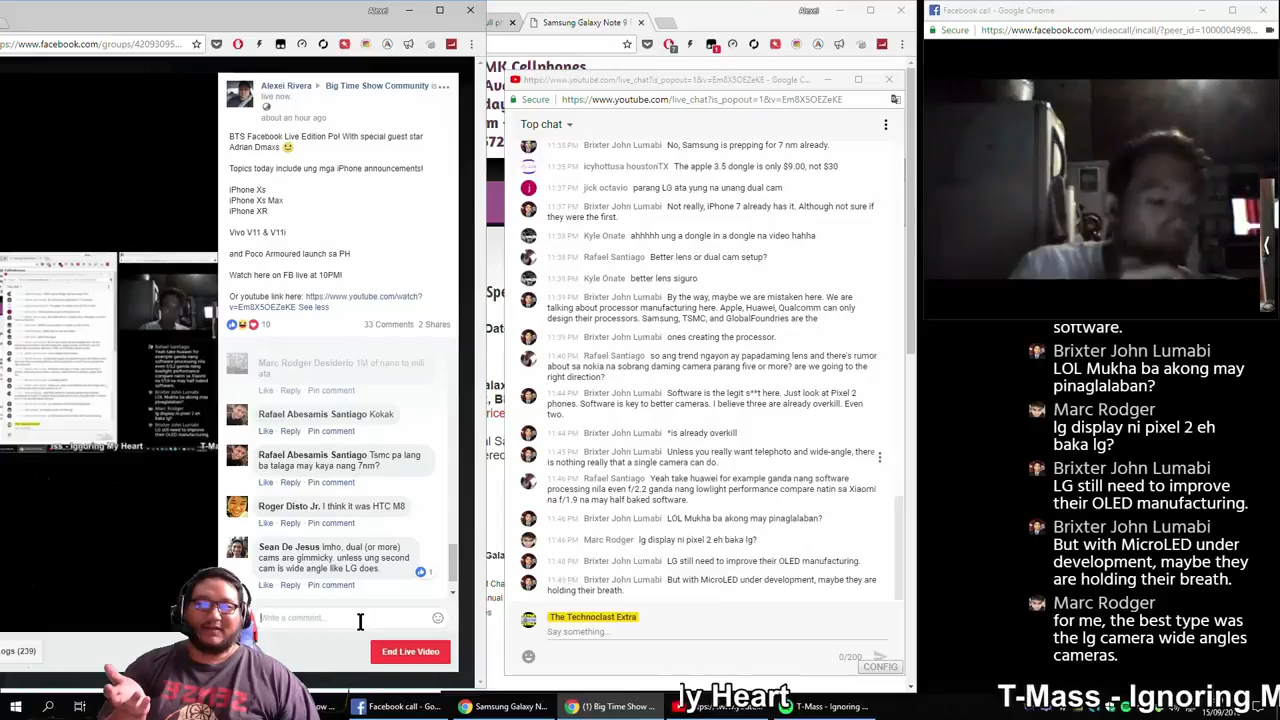 Alexei
ps://www.facebook.com/groups/42093095...
Alexei Rivera ▸ Big Time Show Community is
live now.
about an hour ago
BTS Facebook Live Edition Po! With special guest star
Adrian Dmaxs
Topics today include ung mga iPhone announcements!
iPhone Xs
iPhone Xs Max
iPhone XR
Vivo V11 & V11i
and Poco Armoured launch sa PH
Watch here on FB live at 10PM!
Or youtube link here: https://www.youtube.com/watch?
v=Em8X5OEZeKE See less
10
33 Comments 2 Shares
Marc Rodger Desiderio 1M of nano to mili
ata
Like · Reply · Pin comment
Rafael Abesamis Santiago Kokak
Like · Reply · Pin comment
Rafael Abesamis Santiago Tsmc pa lang
ba talaga may kaya nang 7nm?
Like · Reply · Pin comment
Roger Disto Jr. I think it was HTC M8
Like · Reply · Pin comment
Sean De Jesus imho, dual (or more)
cams are gimmicky. unless ung second
cam is wide angle like LG does.
1
Like · Reply · Pin comment
Write a comment...
ogs (239)
End Live Video
Samsung Galaxy Note 9
Alexei
MK Cellphones
https://www.youtube.com/live_chat?is_popout=1&v=Em8X5OEZeKE - Google C...
Secure https://www.youtube.com/live_chat?is_popout=1&v=Em8X5OEZeKE
Top chat
11:35 PM Brixter John Lumabi No, Samsung is prepping for 7 nm already.
11:35 PM icyhottusa houstonTX The apple 3.5 dongle is only $9.00, not $30
11:37 PM jick octavio parang LG ata yung na unang dual cam
11:37 PM Brixter John Lumabi Not really, iPhone 7 already has it. Although not sure if
they were the first.
11:38 PM Kyle Onate ahhhhh ung a dongle in a dongle na video hahha
11:38 PM Rafael Santiago Better lens or dual cam setup?
11:39 PM Kyle Onate better lens siguro
11:39 PM Brixter John Lumabi By the way, maybe we are mistaken here. We are
talking about processor manufacturing here. Apple, Huawei, Qualcomm can only
design their processors. Samsung, TSMC, and GlobalFoundries are the
11:39 PM Brixter John Lumabi ones creating the processor.
11:40 PM Rafael Santiago so ang trend ngayon ay padaming lens and there's rumor
about sa nokia na sobrang daming camera parang five or more? are we going to the
right direction?
11:44 PM Brixter John Lumabi Software is the legit sh*t here. Just look at Pixel 2
phones. Software is key to better cameras. I believe three are already overkill. Even
two.
11:44 PM Brixter John Lumabi *is already overkill
11:45 PM Brixter John Lumabi Unless you really want telephoto and wide-angle, there
is nothing really that a single camera can do.
11:46 PM Rafael Santiago Yeah take huawei for example ganda nang software
processing nila even f/2.2 ganda nang lowlight performance compare natin sa Xiaomi
na f/1.9 na may half baked software.
11:46 PM Brixter John Lumabi LOL Mukha ba akong may pinaglalaban?
11:46 PM Marc Rodger lg display ni pixel 2 eh baka lg?
11:48 PM Brixter John Lumabi LG still need to improve their OLED manufacturing.
11:49 PM Brixter John Lumabi But with MicroLED under development, maybe they are
holding their breath.
The Technoclast Extra
Say something...
0/200
CONFIG
Facebook call - Google Chrome
Secure https://www.facebook.com/videocall/incall/?peer_id=1000004998...
software.
Brixter John Lumabi
LOL Mukha ba akong may
pinaglalaban?
Marc Rodger
lg display ni pixel 2 eh
baka lg?
Brixter John Lumabi
LG still need to improve
their OLED manufacturing.
Brixter John Lumabi
But with MicroLED under
development, maybe they
are holding their breath.
Marc Rodger
for me, the best type was
the lg camera wide angles
cameras.
ly Heart
T-Mass - Ignoring M
Facebook call - G...
Samsung Galaxy N...
(1) Big Time Show ...
T-Mass - Ignoring ...